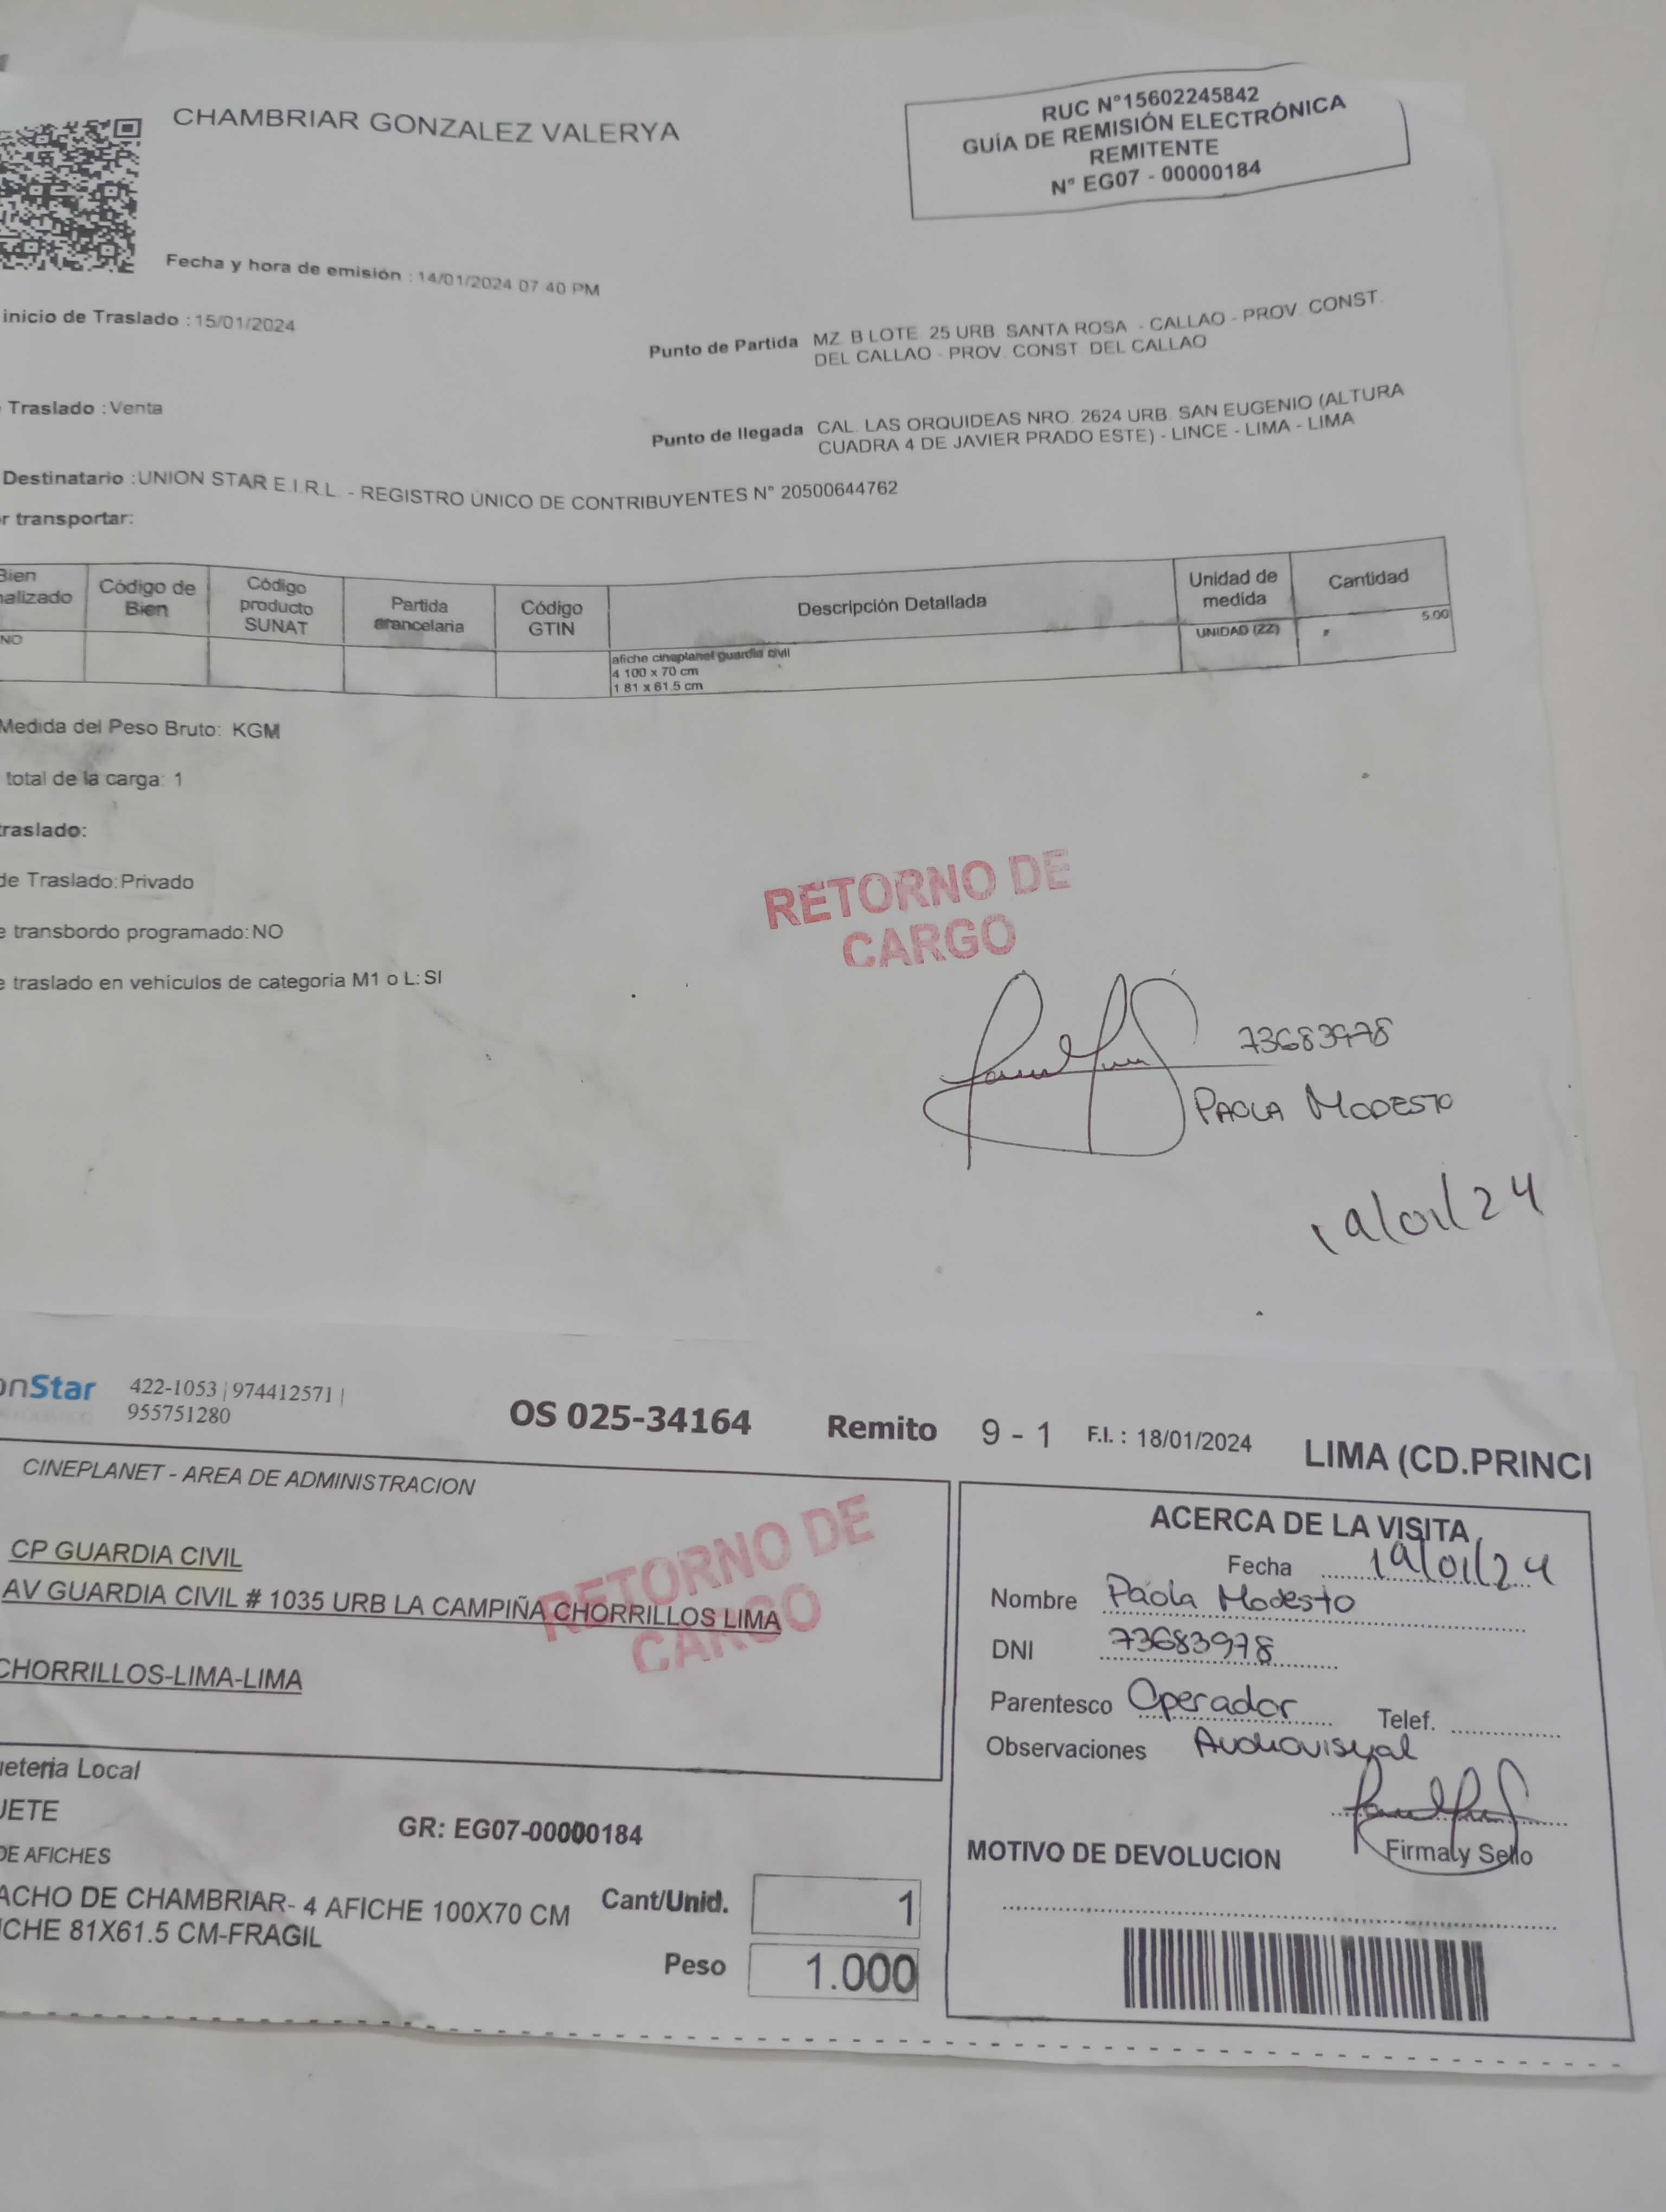 CHAMBRIAR GONZALEZ VALERYA
RUC N°15602245842
GUÍA DE REMISIÓN ELECTRÓNICA
REMITENTE
N° EG07 - 00000184
Fecha y hora de emisión : 14/01/2024 07:40 PM
inicio de Traslado : 15/01/2024
Punto de Partida MZ. B LOTE. 25 URB. SANTA ROSA - CALLAO - PROV. CONST.
DEL CALLAO - PROV. CONST. DEL CALLAO
Traslado : Venta
Punto de llegada CAL. LAS ORQUIDEAS NRO. 2624 URB. SAN EUGENIO (ALTURA
CUADRA 4 DE JAVIER PRADO ESTE) - LINCE - LIMA - LIMA
Destinatario : UNION STAR E.I.R.L. - REGISTRO ÚNICO DE CONTRIBUYENTES N° 20500644762
r transportar:
Bien
alizado
Código de
Bien
Código
producto
SUNAT
Partida
arancelaria
Código
GTIN
Descripción Detallada
Unidad de
medida
Cantidad
NO
afiche cineplanet guardia civil
4 100 x 70 cm
1 81 x 61.5 cm
UNIDAD (ZZ)
5.00
Medida del Peso Bruto: KGM
total de la carga: 1
traslado:
de Traslado: Privado
e transbordo programado: NO
e traslado en vehículos de categoria M1 o L: SI
RETORNO DE
CARGO
73683978
PAOLA MODESTO
19/01/24
onStar
422-1053 | 974412571 |
955751280
OS 025-34164
Remito 9 - 1 F.I. : 18/01/2024 LIMA (CD.PRINCI
CINEPLANET - AREA DE ADMINISTRACION
CP GUARDIA CIVIL
AV GUARDIA CIVIL # 1035 URB LA CAMPIÑA CHORRILLOS LIMA
CHORRILLOS-LIMA-LIMA
RETORNO DE
CARGO
ueteria Local
UETE
GR: EG07-00000184
DE AFICHES
ACHO DE CHAMBRIAR- 4 AFICHE 100X70 CM
CHE 81X61.5 CM-FRAGIL
Cant/Unid. 1
Peso 1.000
ACERCA DE LA VISITA
Fecha 19/01/24
Nombre Paola Modesto
DNI 73683978
Parentesco Operador Telef.
Observaciones Audiovisual
Firma y Sello
MOTIVO DE DEVOLUCION